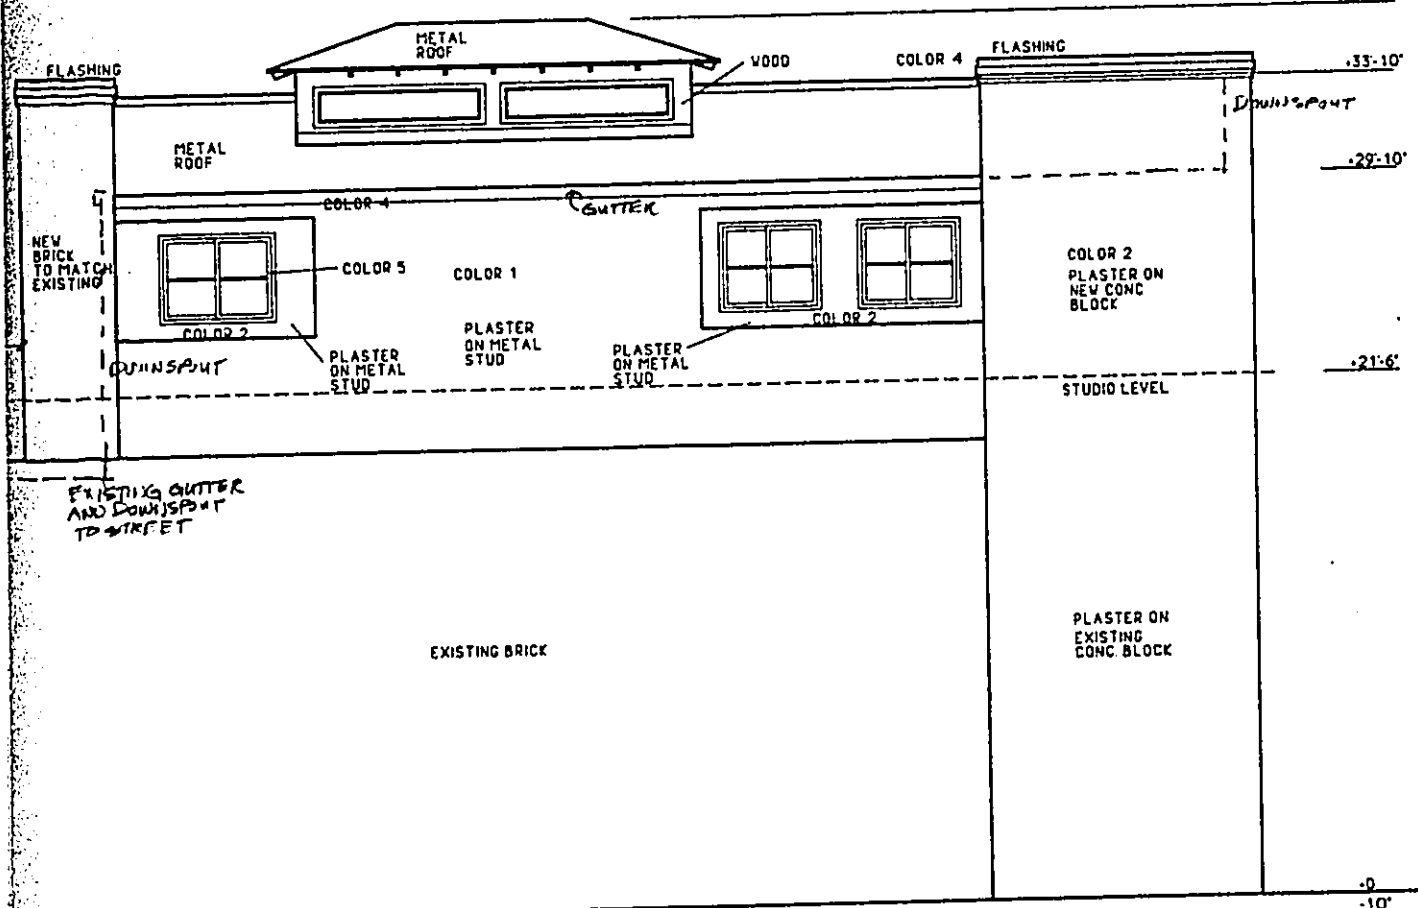 METAL
ROOF
FLASHING
WOOD
COLOR 4
FLASHING
+33'-10"
DOWNSPOUT
METAL
ROOF
+29'-10"
COLOR 4
GUTTER
NEW
BRICK
TO MATCH
EXISTING
COLOR 5
COLOR 1
COLOR 2
PLASTER ON
NEW CONC
BLOCK
COLOR 2
COLOR 2
PLASTER
ON METAL
STUD
PLASTER
ON METAL
STUD
PLASTER
ON METAL
STUD
DOWNSPOUT
+21'-6"
STUDIO LEVEL
EXISTING GUTTER
AND DOWNSPOUT
TO STREET
EXISTING BRICK
PLASTER ON
EXISTING
CONC. BLOCK
+0
-10"